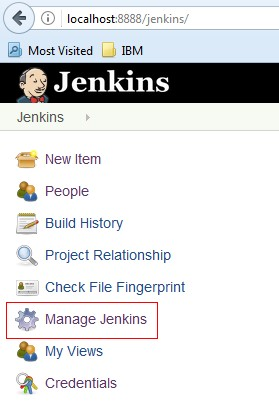 localhost:8888/jenkins/
Most Visited IBM
Jenkins
Jenkins
New Item
People
Build History
Project Relationship
Check File Fingerprint
Manage Jenkins
My Views
Credentials